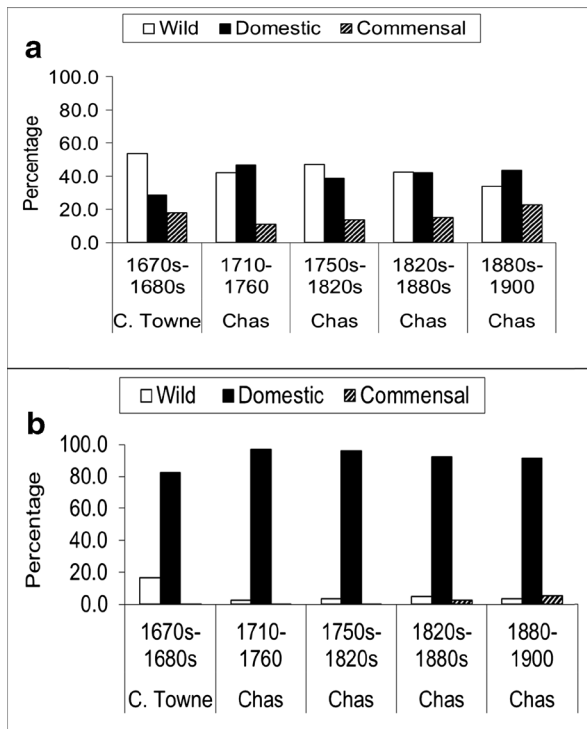 Wild Domestic Commensal
a
100.0
80.0
60.0
40.0
20.0
0.0
Percentage
1670s- 1710- 1750s- 1820s- 1880s-
1680s 1760 1820s 1880s 1900
C. Towne Chas Chas Chas Chas
Wild Domestic Commensal
b
100.0
80.0
60.0
40.0
20.0
0.0
Percentage
1670s- 1710- 1750s- 1820s- 1880-
1680s 1760 1820s 1880s 1900
C. Towne Chas Chas Chas Chas